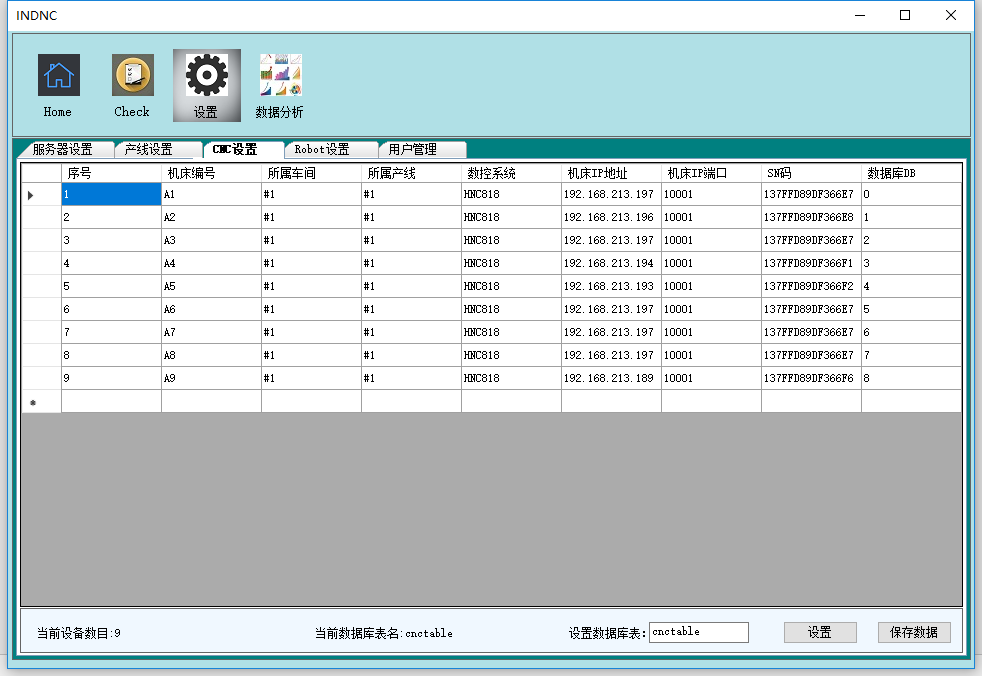 INDNC
Home Check 设置 数据分析
服务器设置 产线设置 CNC设置 Robot设置 用户管理
序号 机床编号 所属车间 所属产线 数控系统 机床IP地址 机床IP端口 SN码 数据库DB
1 A1 #1 #1 HNC818 192.168.213.197 10001 137FFD89DF366E7 0
2 A2 #1 #1 HNC818 192.168.213.196 10001 137FFD89DF366E8 1
3 A3 #1 #1 HNC818 192.168.213.197 10001 137FFD89DF366E7 2
4 A4 #1 #1 HNC818 192.168.213.194 10001 137FFD89DF366F1 3
5 A5 #1 #1 HNC818 192.168.213.193 10001 137FFD89DF366F2 4
6 A6 #1 #1 HNC818 192.168.213.197 10001 137FFD89DF366E7 5
7 A7 #1 #1 HNC818 192.168.213.197 10001 137FFD89DF366E7 6
8 A8 #1 #1 HNC818 192.168.213.197 10001 137FFD89DF366E7 7
9 A9 #1 #1 HNC818 192.168.213.189 10001 137FFD89DF366F6 8
当前设备数目:9 当前数据库表名:cnctable 设置数据库表: cnctable 设置 保存数据